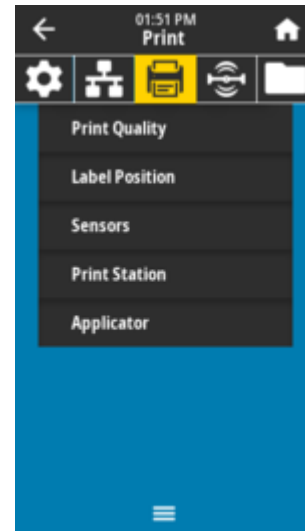 01:51 PM
Print
Print Quality
Label Position
Sensors
Print Station
Applicator